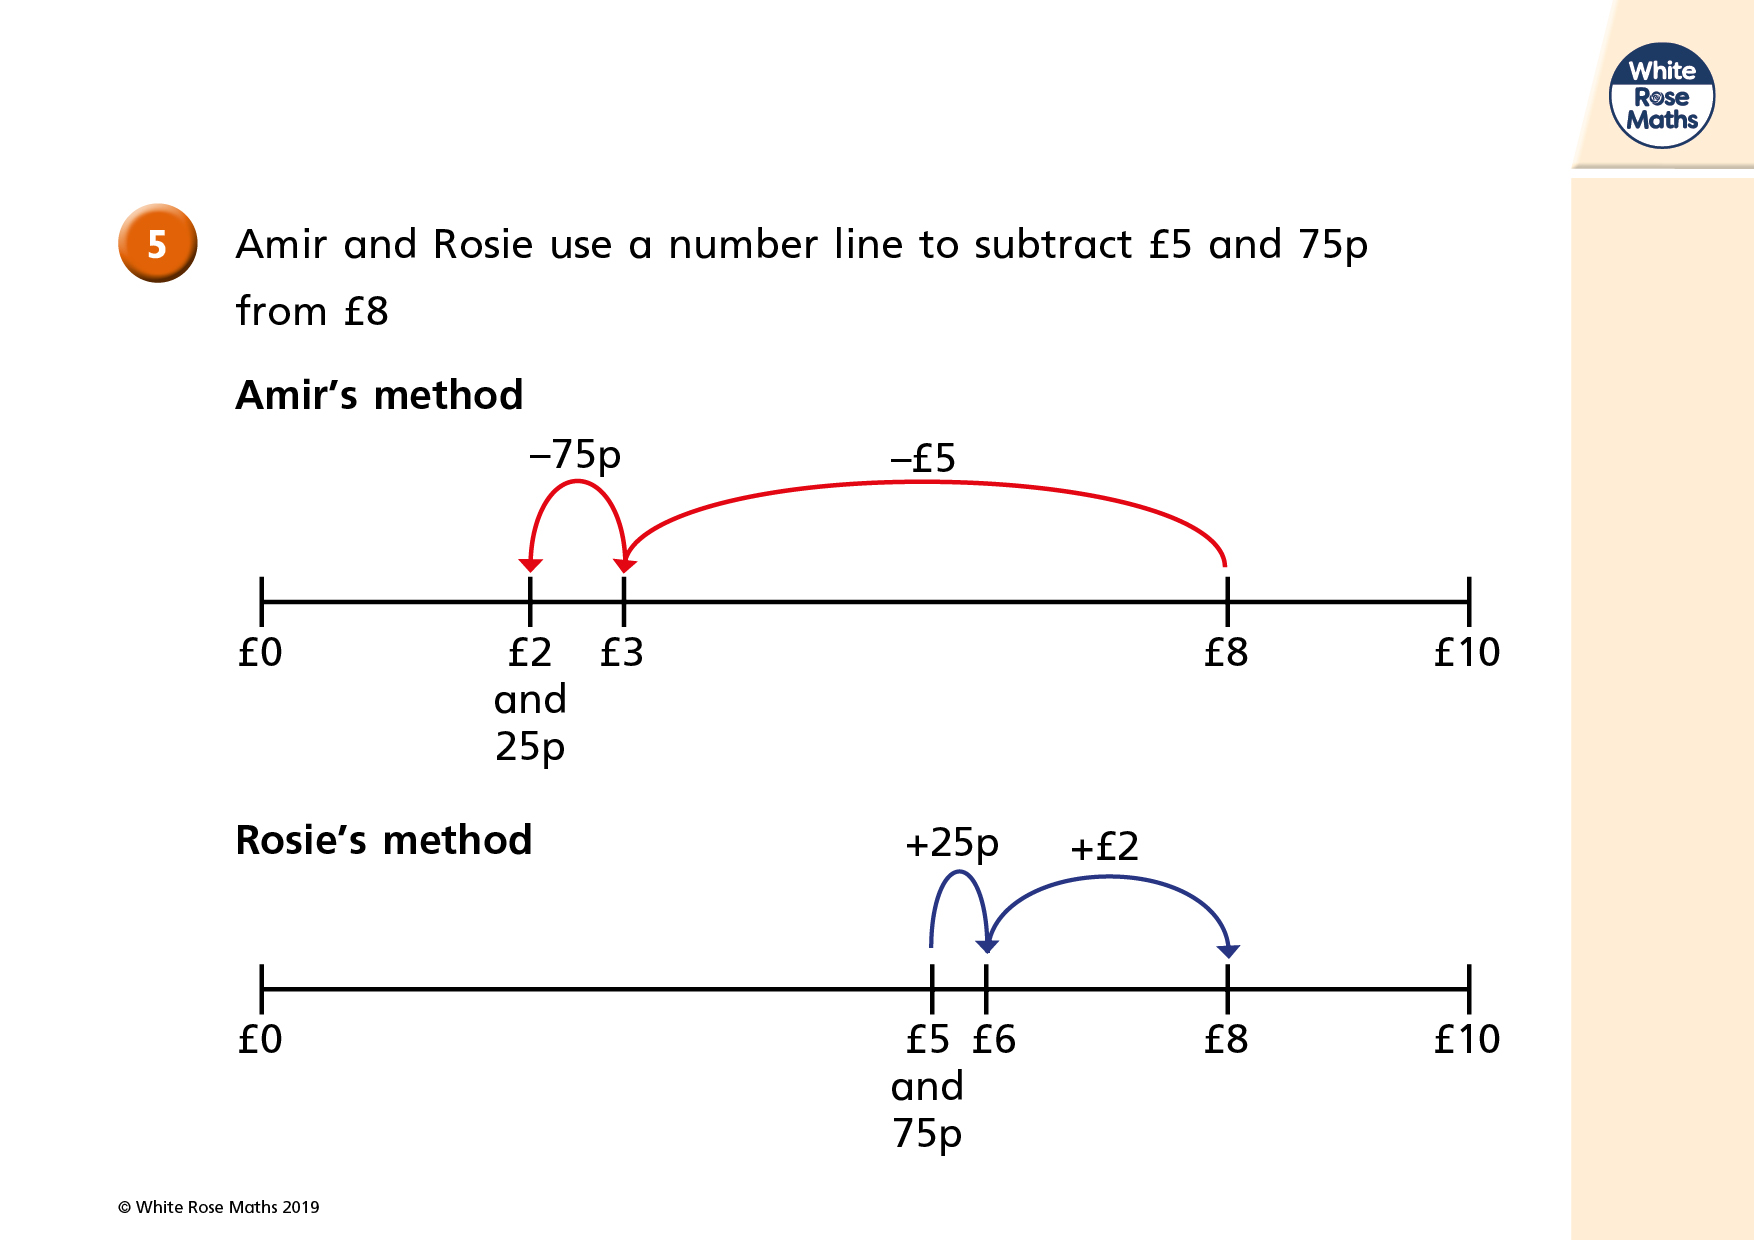 White
Rose
Maths
5 Amir and Rosie use a number line to subtract £5 and 75p
from £8
Amir’s method
–75p –£5
£0 £2 £3 £8 £10
and
25p
Rosie’s method
+25p +£2
£0 £5 £6 £8 £10
and
75p
© White Rose Maths 2019